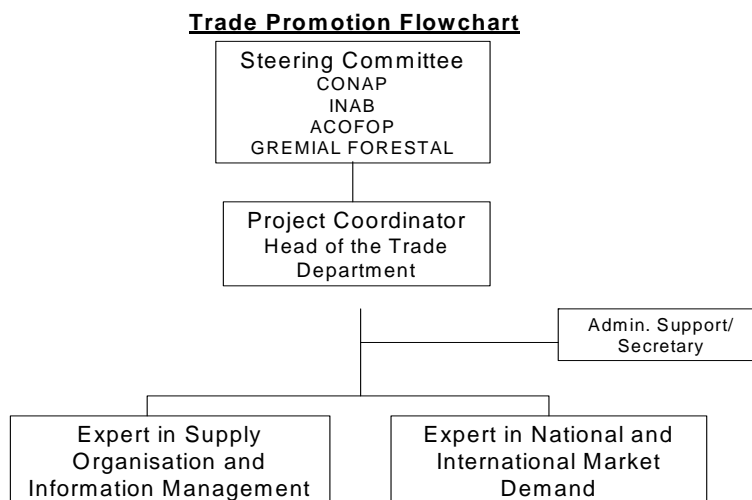 Trade Promotion Flowchart
Steering Committee
CONAP
INAB
ACOFOP
GREMIAL FORESTAL
Project Coordinator
Head of the Trade
Department
Admin. Support/
Secretary
Expert in Supply
Organisation and
Information Management
Expert in National and
International Market
Demand